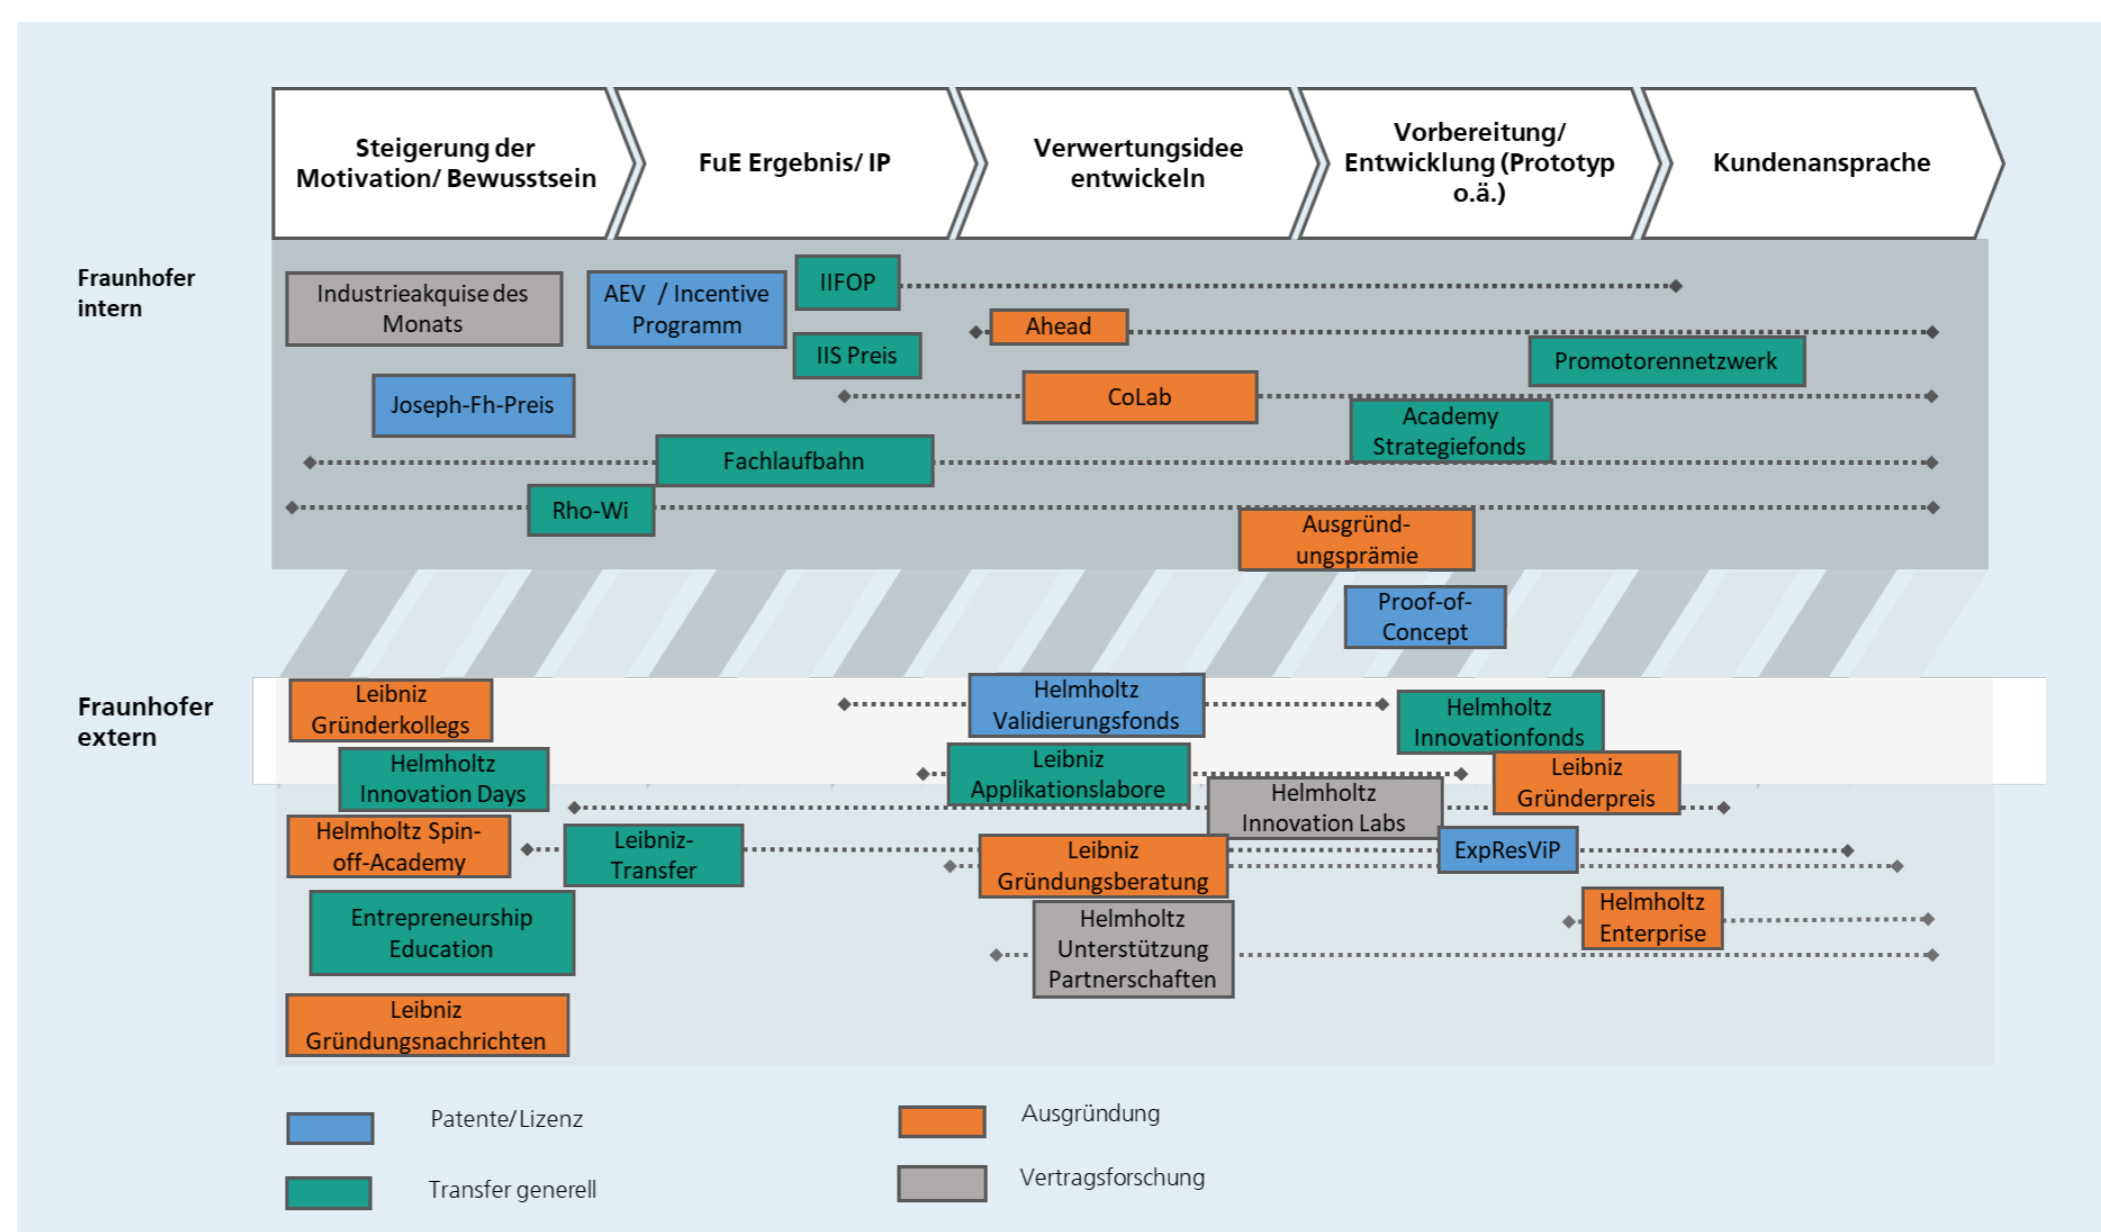 Steigerung der
Motivation/ Bewusstsein
FuE Ergebnis/ IP
Verwertungsidee
entwickeln
Vorbereitung/
Entwicklung (Prototyp
o.ä.)
Kundenansprache
Fraunhofer
intern
Industrieakquise des
Monats
AEV / Incentive
Programm
IIFOP
Ahead
IIS Preis
Promotorennetzwerk
Joseph-Fh-Preis
CoLab
Academy
Strategiefonds
Fachlaufbahn
Rho-Wi
Ausgründ-
ungsprämie
Proof-of-
Concept
Fraunhofer
extern
Leibniz
Gründerkollegs
Helmholtz
Validierungsfonds
Helmholtz
Innovationfonds
Helmholtz
Innovation Days
Leibniz
Applikationslabore
Leibniz
Gründerpreis
Helmholtz
Innovation Labs
Helmholtz Spin-
off-Academy
Leibniz-
Transfer
Leibniz
Gründungsberatung
ExpResViP
Entrepreneurship
Education
Helmholtz
Unterstützung
Partnerschaften
Helmholtz
Enterprise
Leibniz
Gründungsnachrichten
Patente/Lizenz
Ausgründung
Transfer generell
Vertragsforschung